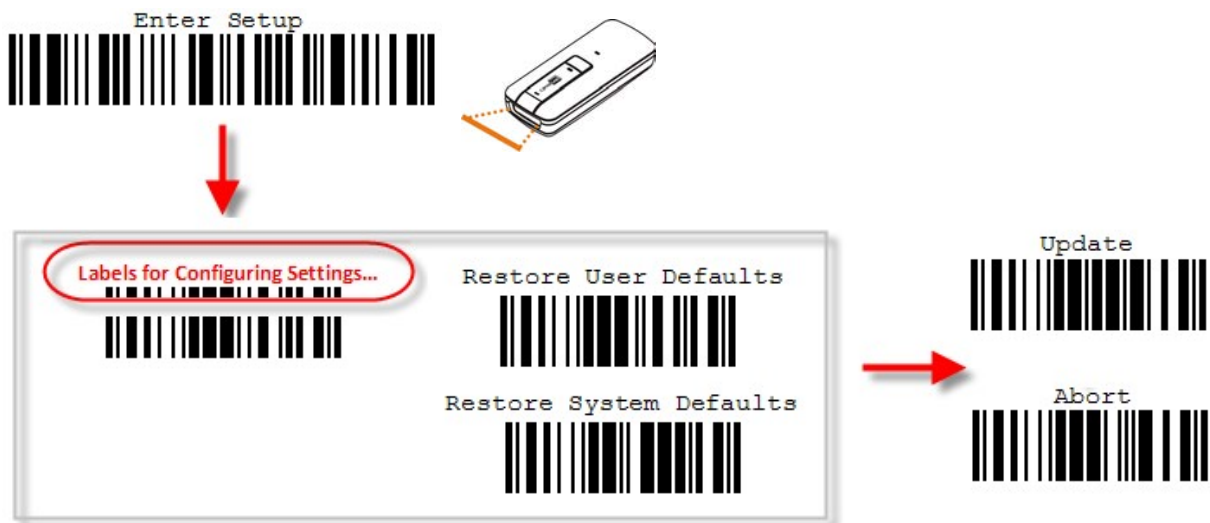 Enter Setup
Labels for Configuring Settings...
Restore User Defaults
Restore System Defaults
Update
Abort